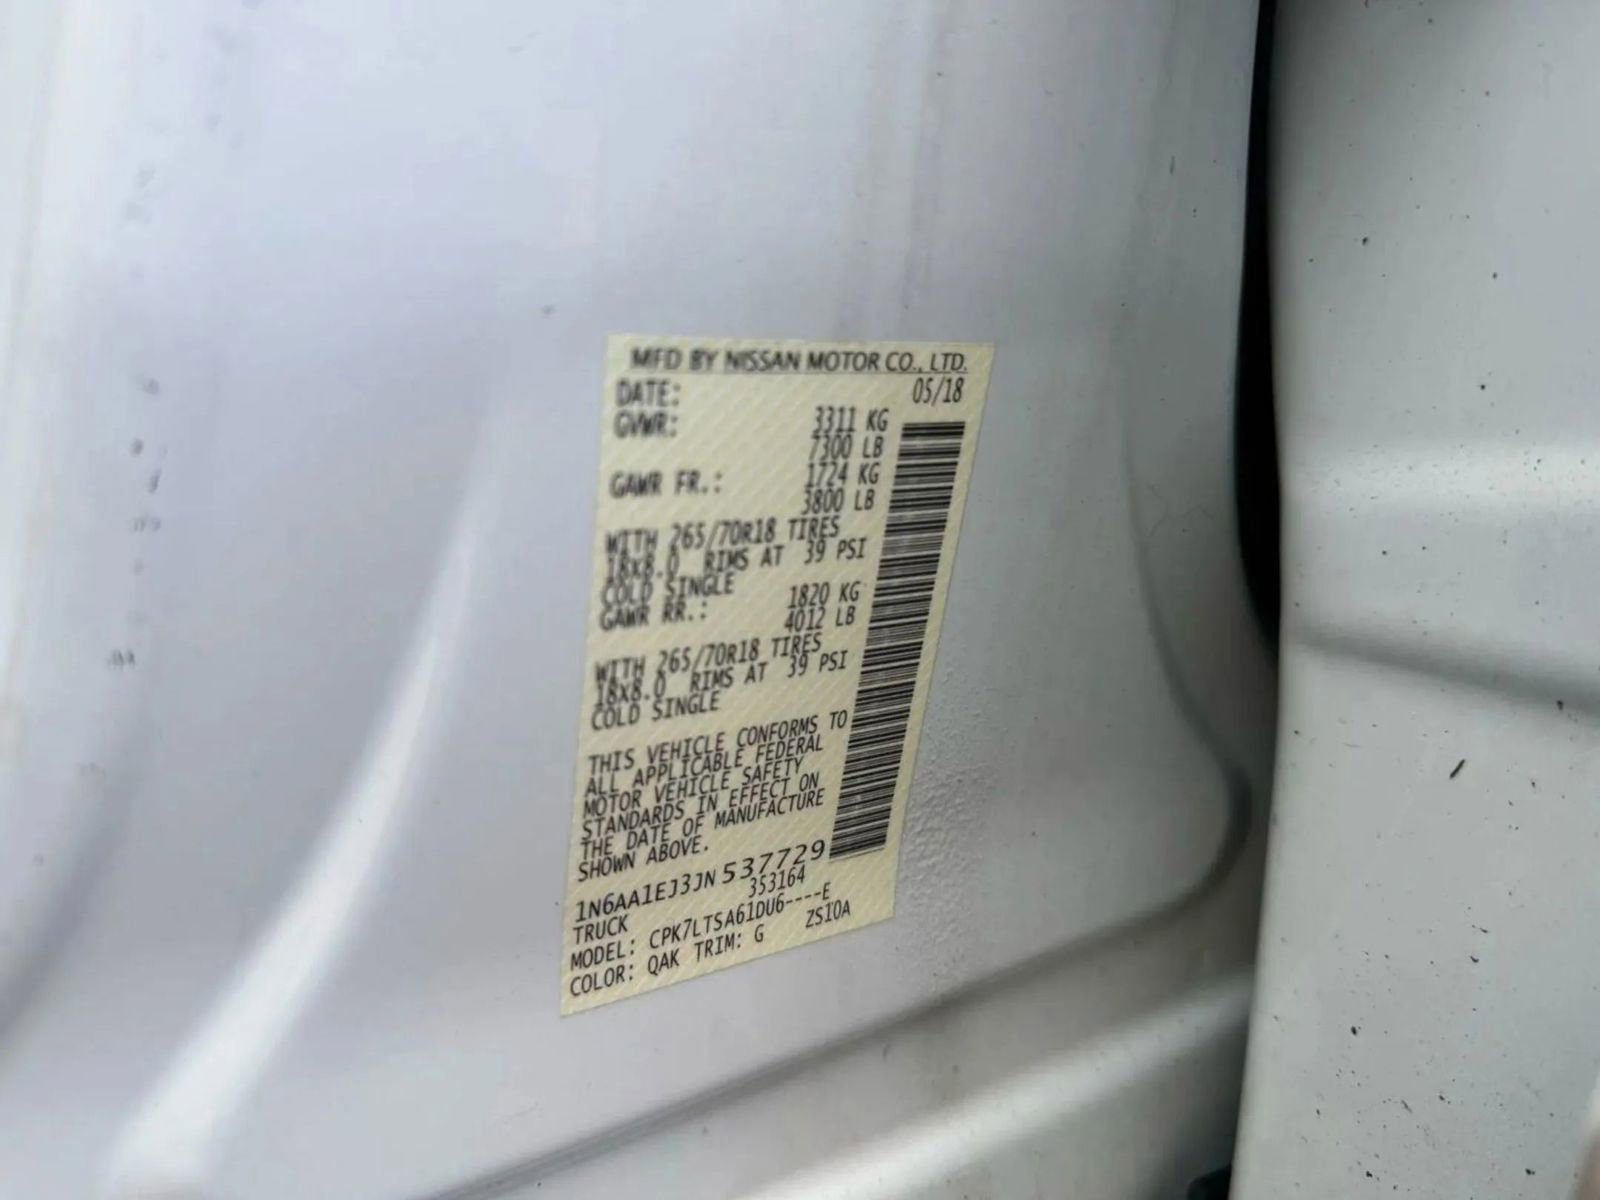 MFD BY NISSAN MOTOR CO., LTD.
DATE: 05/18
GVWR: 3311 KG
7300 LB
GAWR FR.: 1724 KG
3800 LB
WITH 265/70R18 TIRES
18x8.0 RIMS AT 39 PSI
COLD SINGLE
GAWR RR.: 1820 KG
4012 LB
WITH 265/70R18 TIRES
18x8.0 RIMS AT 39 PSI
COLD SINGLE
THIS VEHICLE CONFORMS TO
ALL APPLICABLE FEDERAL
MOTOR VEHICLE SAFETY
STANDARDS IN EFFECT ON
THE DATE OF MANUFACTURE
SHOWN ABOVE.
1N6AA1EJ3JN537729
TRUCK 353164
MODEL: CPK7LTSA61DU6----E
COLOR: QAK TRIM: G ZS10A